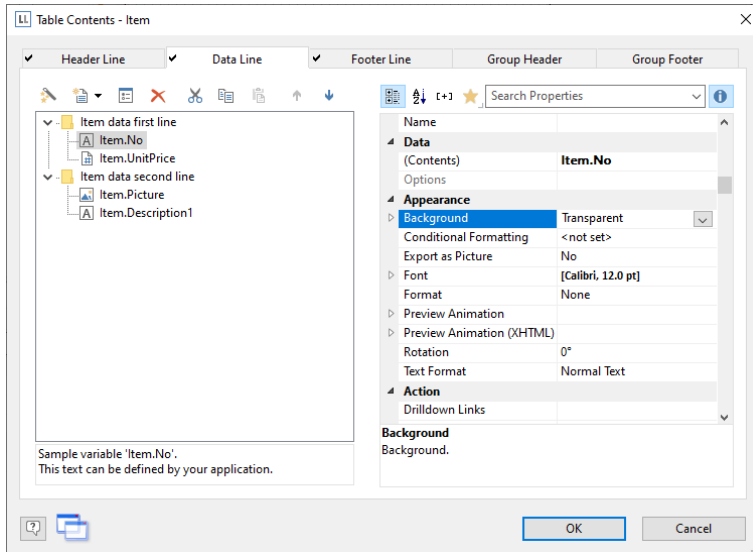 LL Table Contents - Item
Header Line Data Line Footer Line Group Header Group Footer
Search Properties
Item data first line
A Item.No
# Item.UnitPrice
Item data second line
Item.Picture
A Item.Description1
Sample variable 'Item.No'.
This text can be defined by your application.
Name
Data
(Contents) Item.No
Options
Appearance
Background Transparent
Conditional Formatting <not set>
Export as Picture No
Font [Calibri, 12.0 pt]
Format None
Preview Animation
Preview Animation (XHTML)
Rotation 0°
Text Format Normal Text
Action
Drilldown Links
Background
Background.
OK Cancel